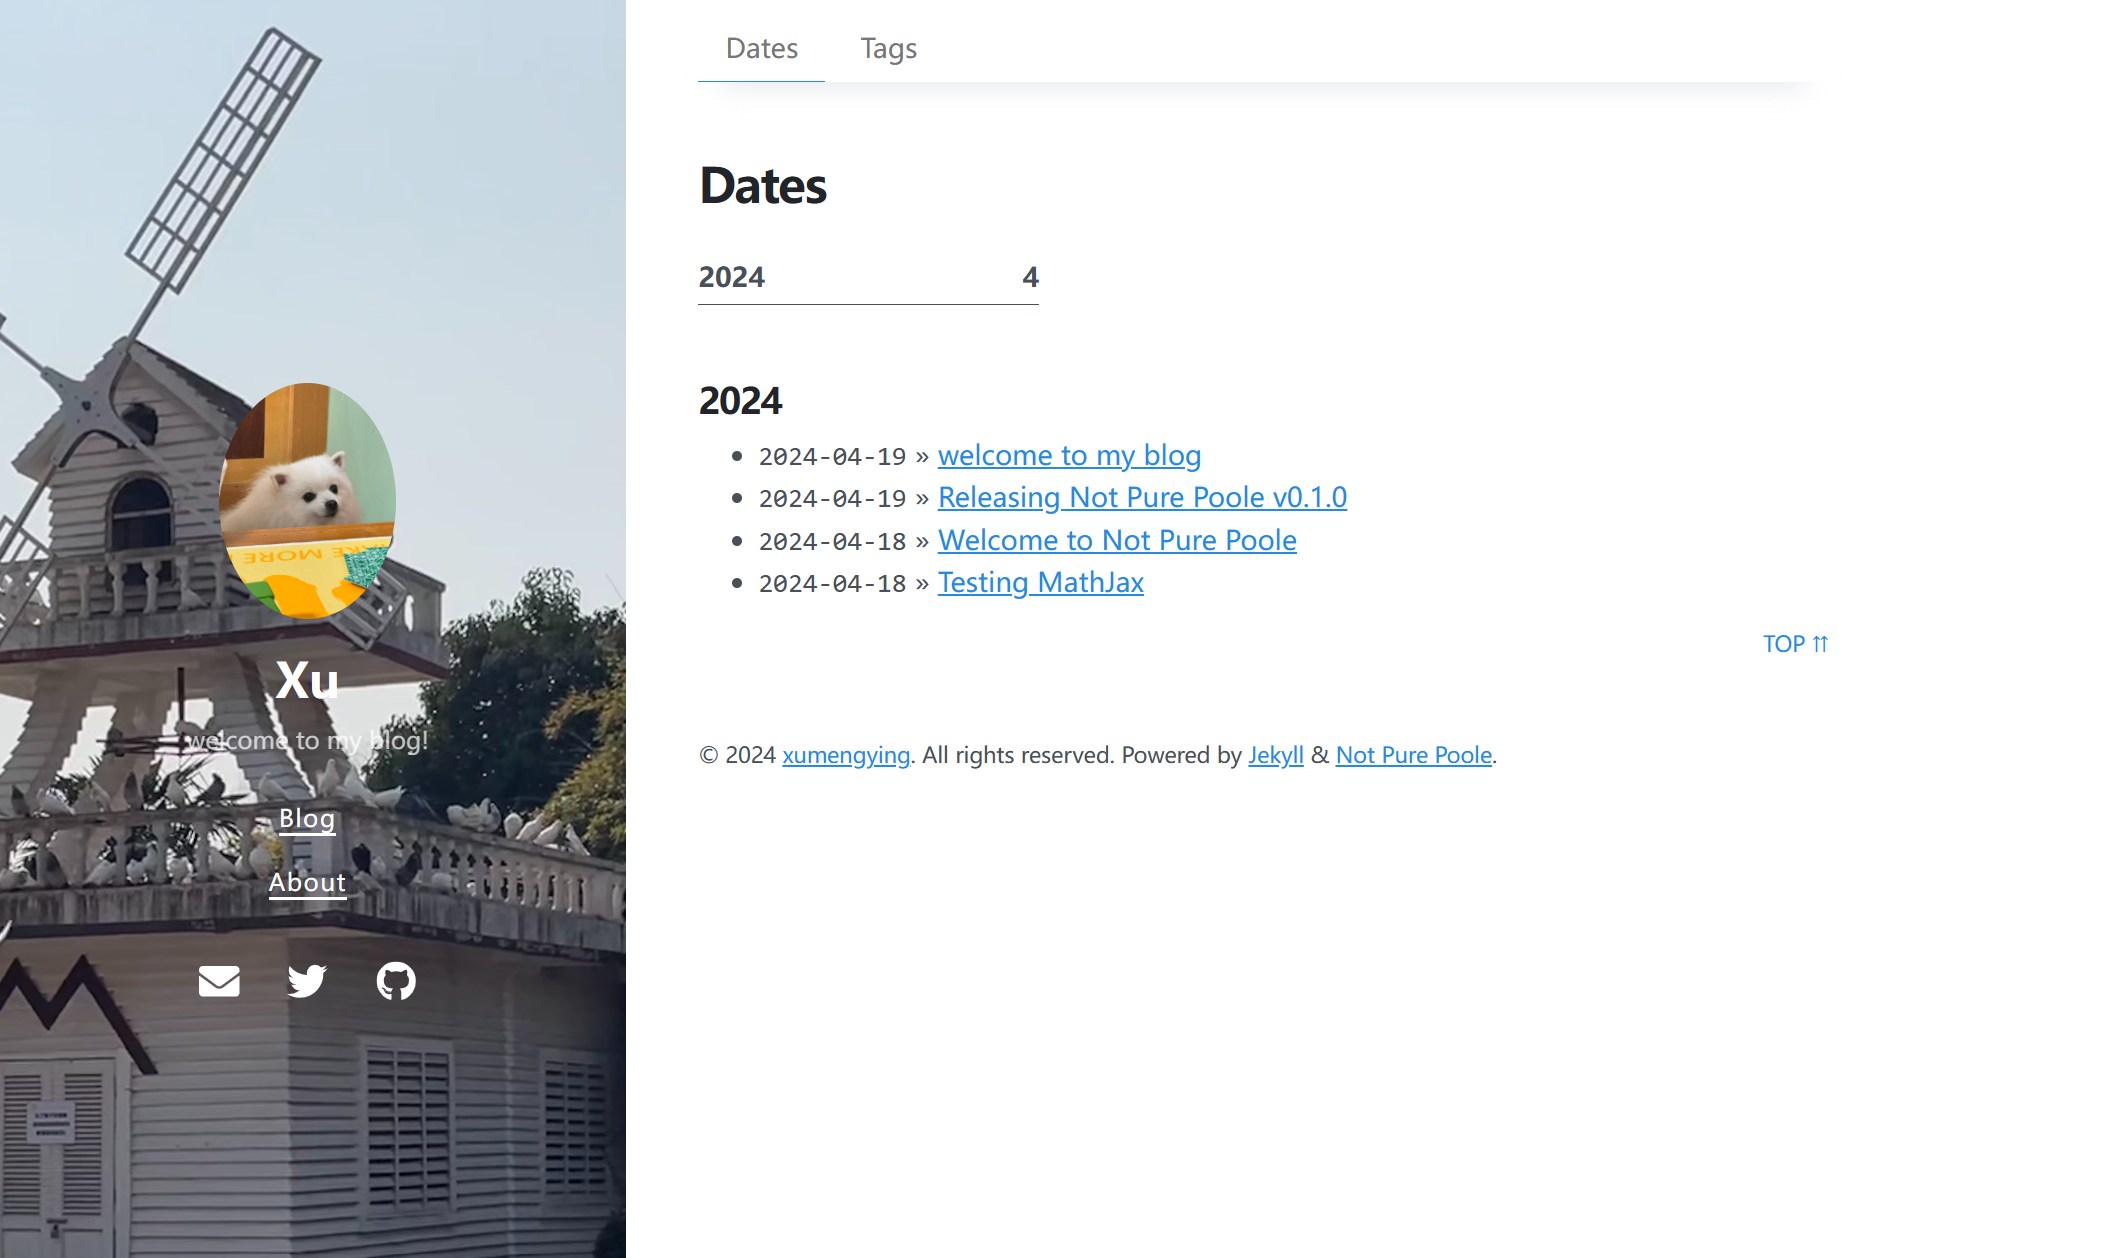 Dates Tags
Dates
2024 4
2024
2024-04-19 » welcome to my blog
2024-04-19 » Releasing Not Pure Poole v0.1.0
2024-04-18 » Welcome to Not Pure Poole
2024-04-18 » Testing MathJax
TOP ⇈
© 2024 xumengying. All rights reserved. Powered by Jekyll & Not Pure Poole.
MORE
Xu
welcome to my blog!
Blog
About